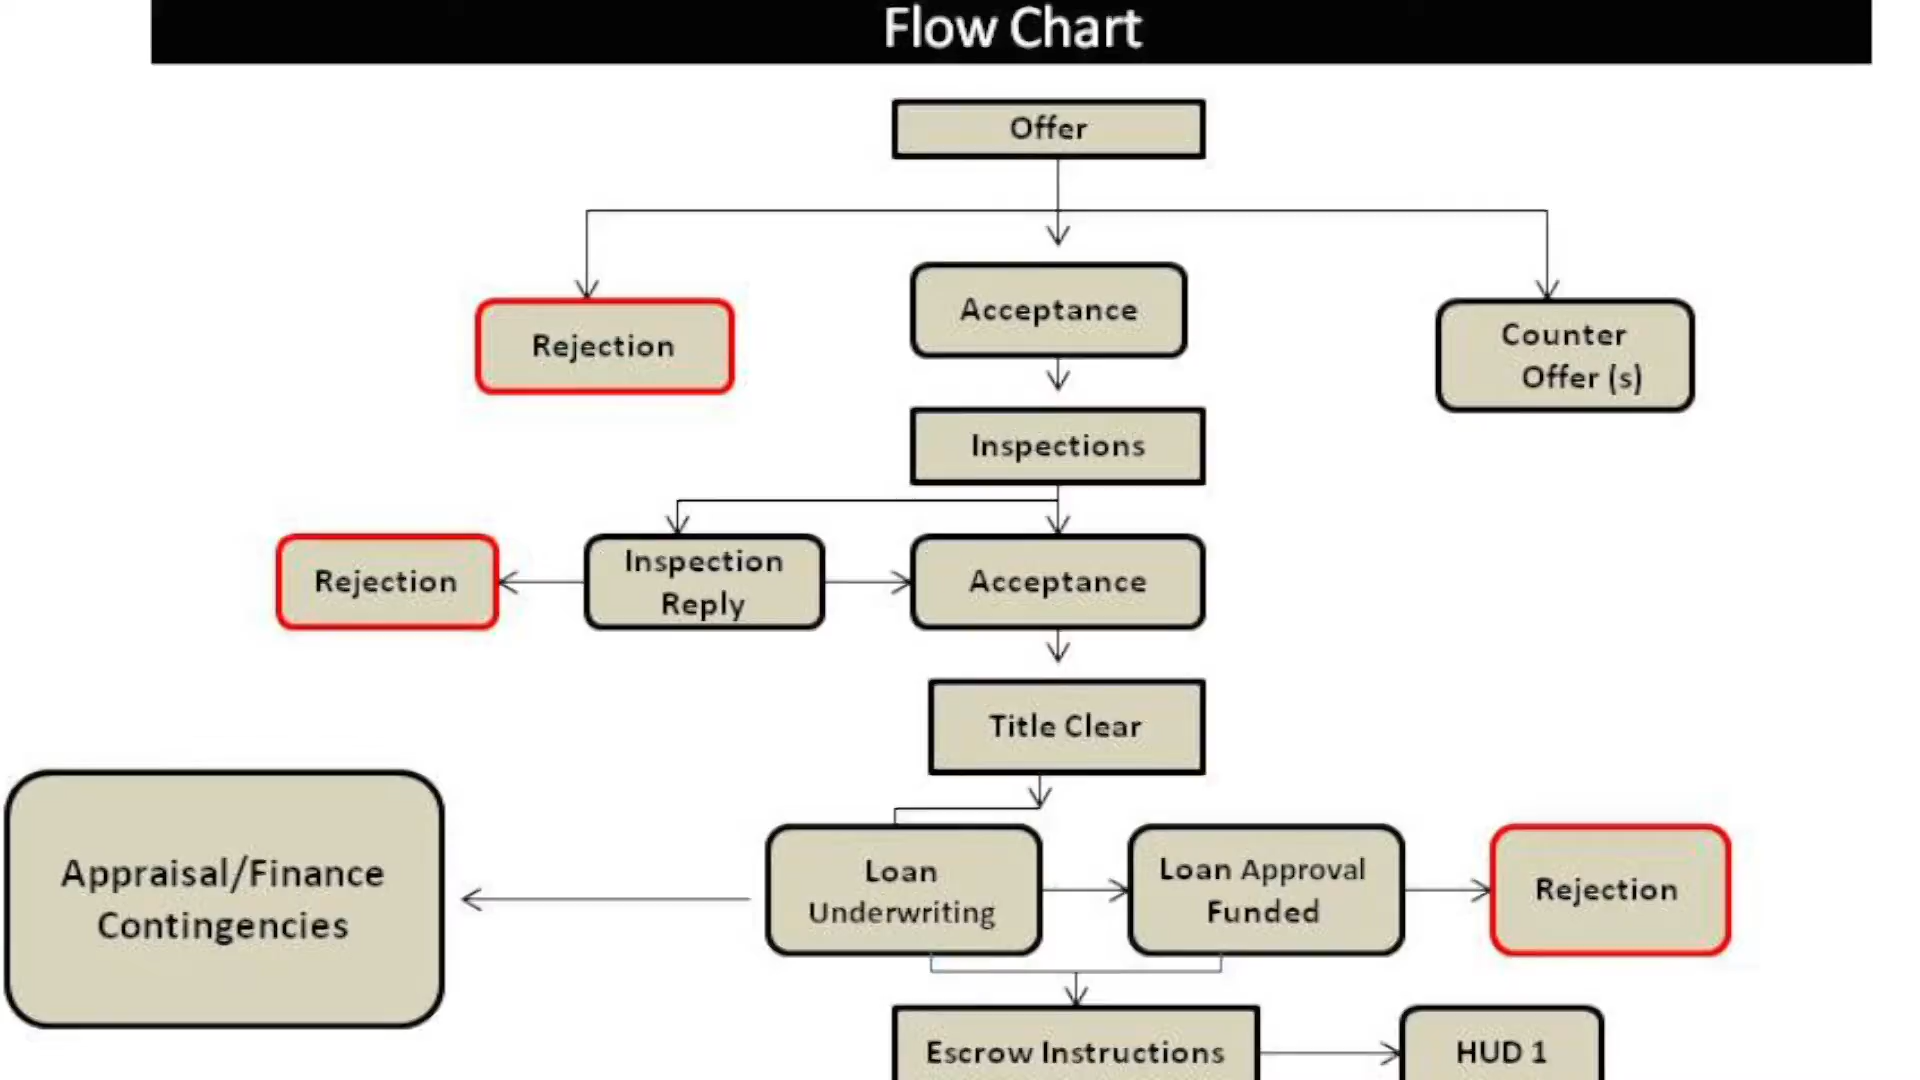 Flow Chart
Offer
Rejection
Acceptance
Counter
Offer (s)
Inspections
Rejection
Inspection
Reply
Acceptance
Title Clear
Appraisal/Finance
Contingencies
Loan
Underwriting
Loan Approval
Funded
Rejection
Escrow Instructions
HUD 1